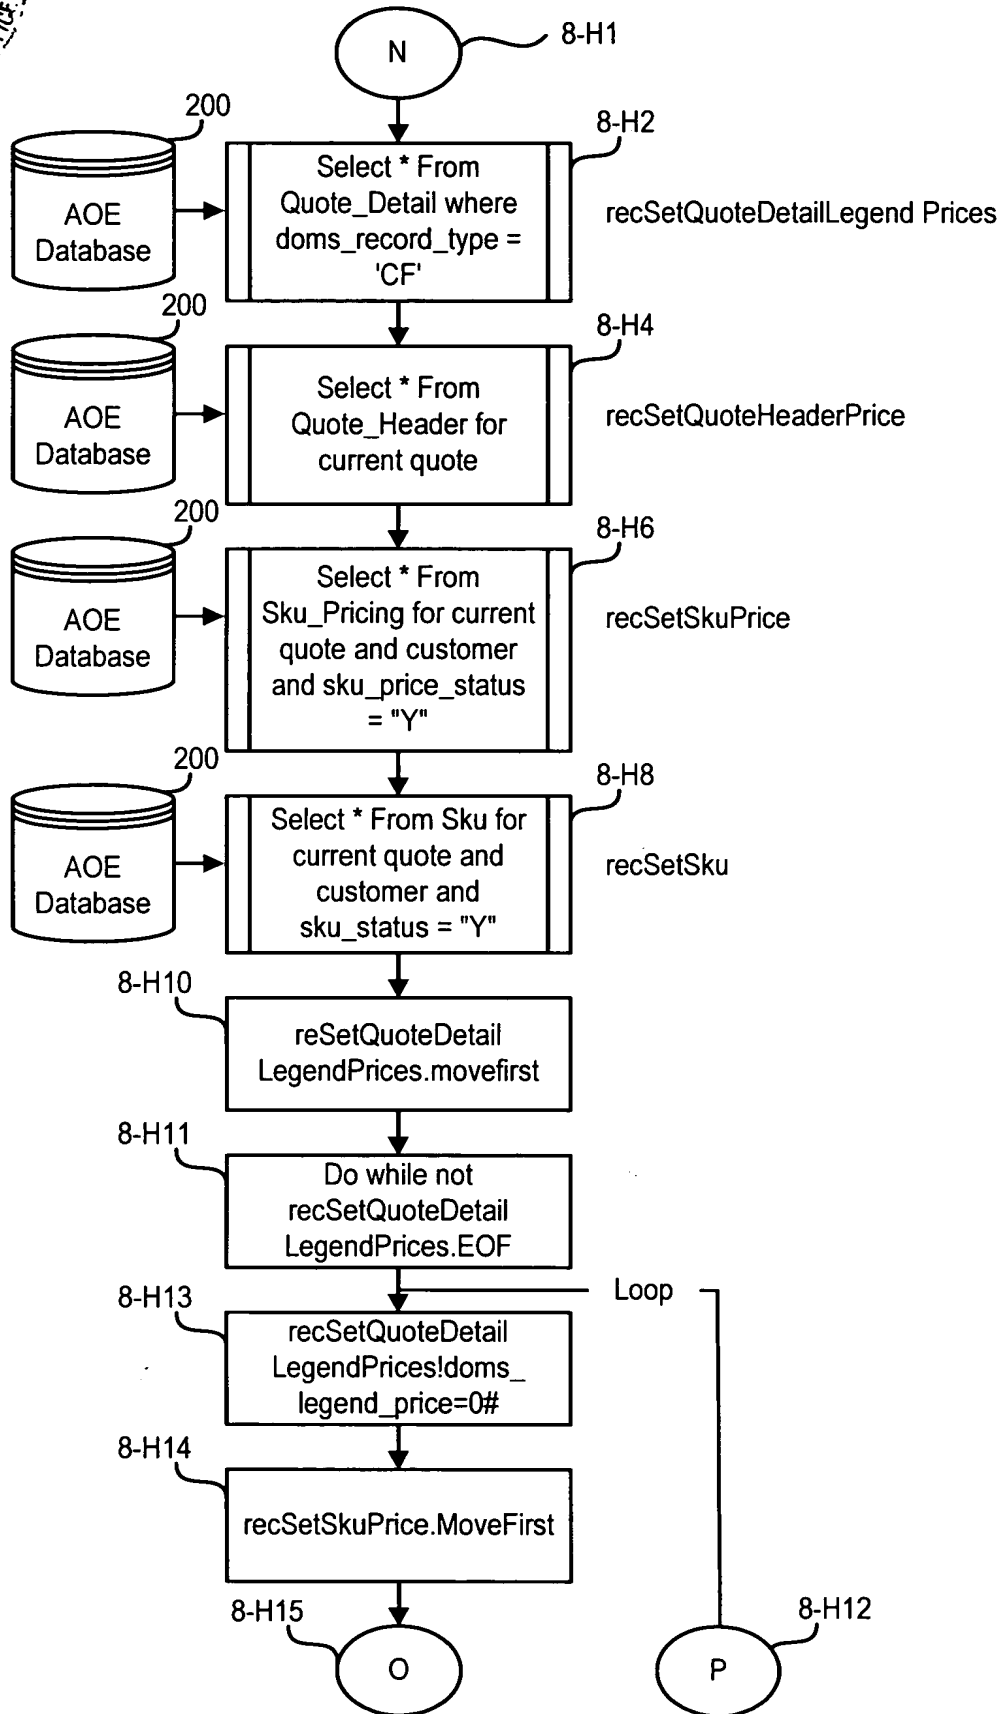 N
8-H1
200
8-H2
AOE
Database
Select * From
Quote_Detail where
doms_record_type =
'CF'
recSetQuoteDetailLegend Prices
200
8-H4
AOE
Database
Select * From
Quote_Header for
current quote
recSetQuoteHeaderPrice
200
8-H6
AOE
Database
Select * From
Sku_Pricing for current
quote and customer
and sku_price_status
= "Y"
recSetSkuPrice
200
8-H8
AOE
Database
Select * From Sku for
current quote and
customer and
sku_status = "Y"
recSetSku
8-H10
reSetQuoteDetail
LegendPrices.movefirst
8-H11
Do while not
recSetQuoteDetail
LegendPrices.EOF
Loop
8-H13
recSetQuoteDetail
LegendPrices!doms_
legend_price=0#
8-H14
recSetSkuPrice.MoveFirst
8-H15
O
8-H12
P